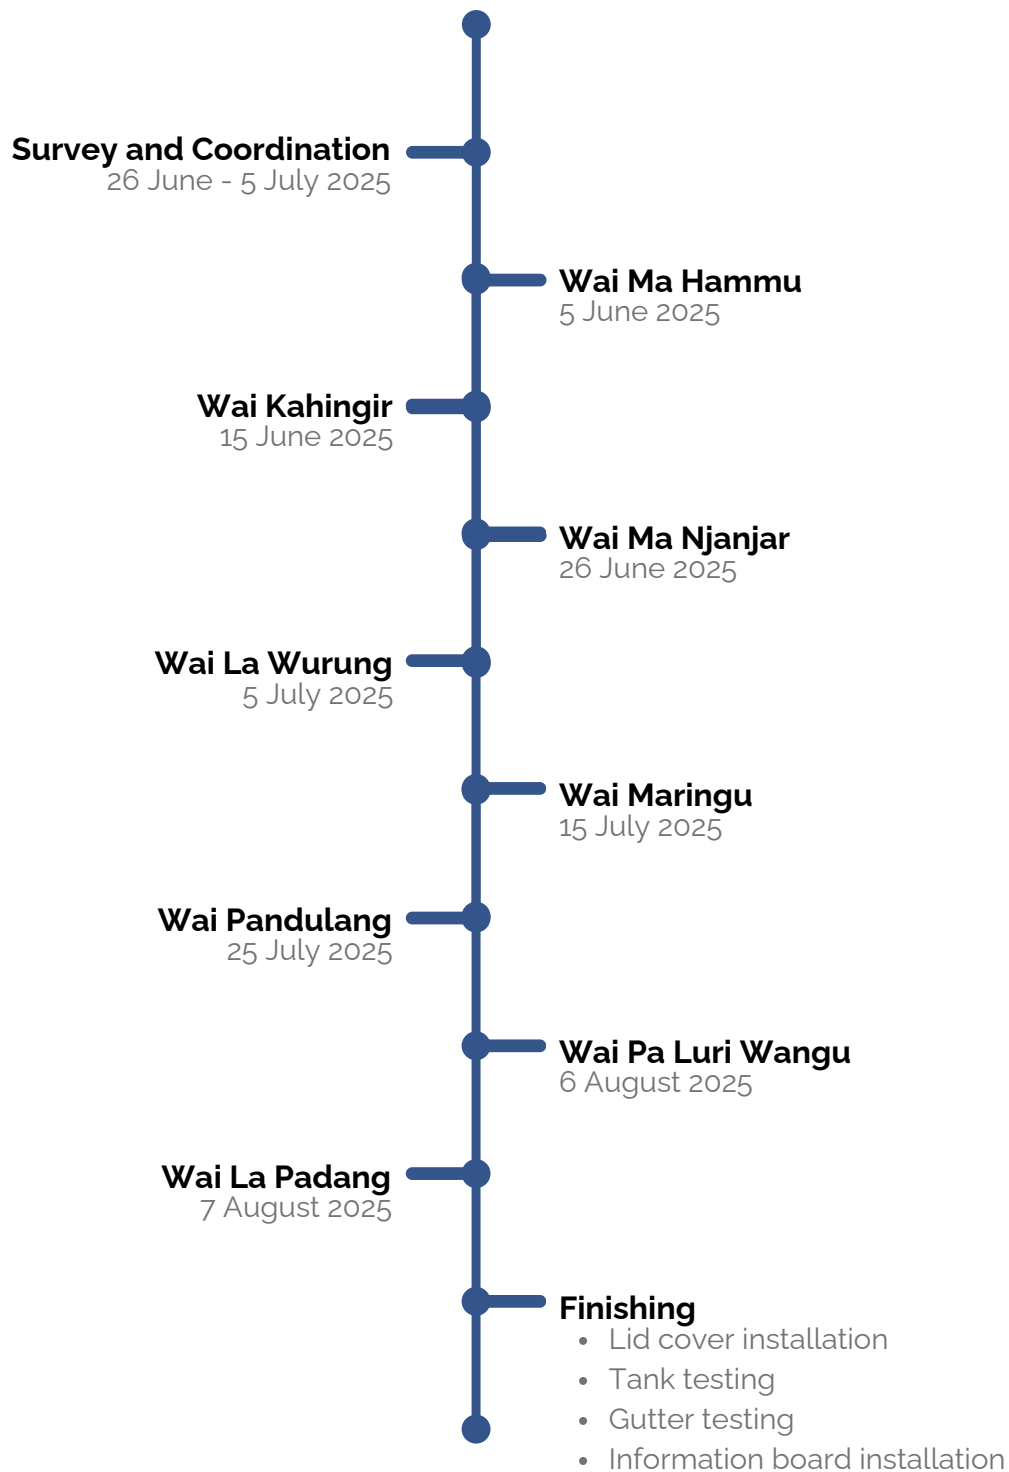 Survey and Coordination
26 June - 5 July 2025
Wai Ma Hammu
5 June 2025
Wai Kahingir
15 June 2025
Wai Ma Njanjar
26 June 2025
Wai La Wurung
5 July 2025
Wai Maringu
15 July 2025
Wai Pandulang
25 July 2025
Wai Pa Luri Wangu
6 August 2025
Wai La Padang
7 August 2025
Finishing
• Lid cover installation
• Tank testing
• Gutter testing
• Information board installation